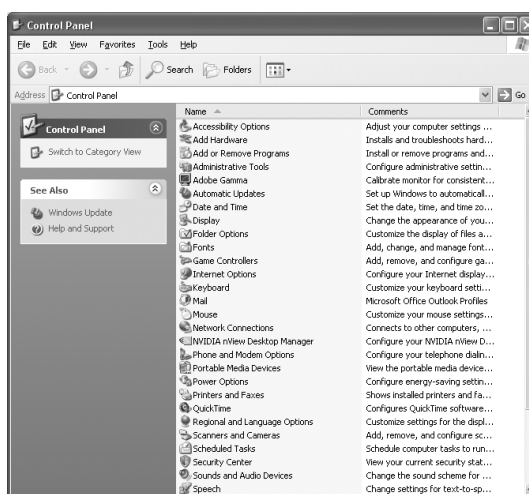 Control Panel
File Edit View Favorites Tools Help
Back Search Folders
Address Control Panel Go
Control Panel
Switch to Category View
See Also
Windows Update
Help and Support
Name Comments
Accessibility Options Adjust your computer settings ...
Add Hardware Installs and troubleshoots hard...
Add or Remove Programs Install or remove programs and...
Administrative Tools Configure administrative settin...
Adobe Gamma Calibrate monitor for consistent...
Automatic Updates Set up Windows to automaticall...
Date and Time Set the date, time, and time zo...
Display Change the appearance of you...
Folder Options Customize the display of files a...
Fonts Add, change, and manage font...
Game Controllers Add, remove, and configure ga...
Internet Options Configure your Internet display...
Keyboard Customize your keyboard setti...
Mail Microsoft Office Outlook Profiles
Mouse Customize your mouse settings...
Network Connections Connects to other computers, ...
NVIDIA nView Desktop Manager Configure your NVIDIA nView D...
Phone and Modem Options Configure your telephone dialin...
Portable Media Devices View the portable media device...
Power Options Configure energy-saving settin...
Printers and Faxes Shows installed printers and fa...
QuickTime Configures QuickTime software...
Regional and Language Options Customize settings for the displ...
Scanners and Cameras Add, remove, and configure sc...
Scheduled Tasks Schedule computer tasks to run...
Security Center View your current security stat...
Sounds and Audio Devices Change the sound scheme for ...
Speech Change settings for text-to-sp...